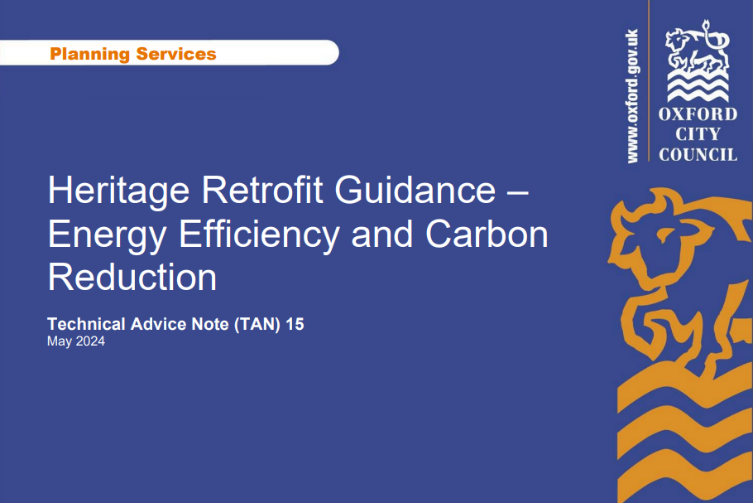 Planning Services
www.oxford.gov.uk
OXFORD
CITY
COUNCIL
Heritage Retrofit Guidance –
Energy Efficiency and Carbon
Reduction
Technical Advice Note (TAN) 15
May 2024